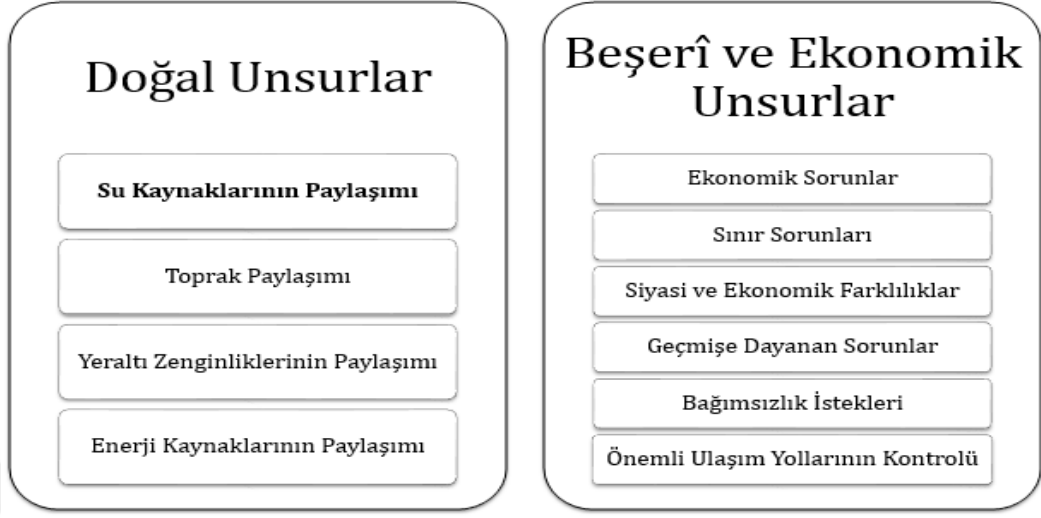 Doğal Unsurlar
Su Kaynaklarının Paylaşımı
Toprak Paylaşımı
Yeraltı Zenginliklerinin Paylaşımı
Enerji Kaynaklarının Paylaşımı
Beşerî ve Ekonomik
Unsurlar
Ekonomik Sorunlar
Sınır Sorunları
Siyasi ve Ekonomik Farklılıklar
Geçmişe Dayanan Sorunlar
Bağımsızlık İstekleri
Önemli Ulaşım Yollarının Kontrolü